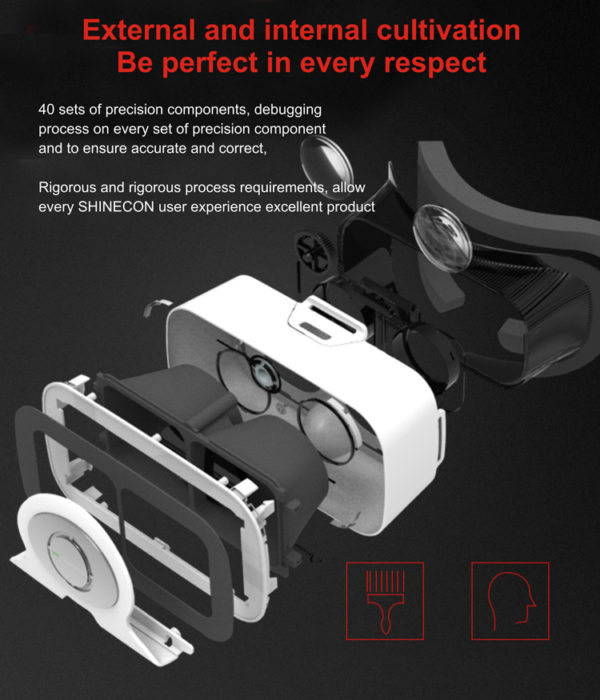 External and internal cultivation
Be perfect in every respect
40 sets of precision components, debugging
process on every set of precision component
and to ensure accurate and correct,
Rigorous and rigorous process requirements, allow
every SHINECON user experience excellent product